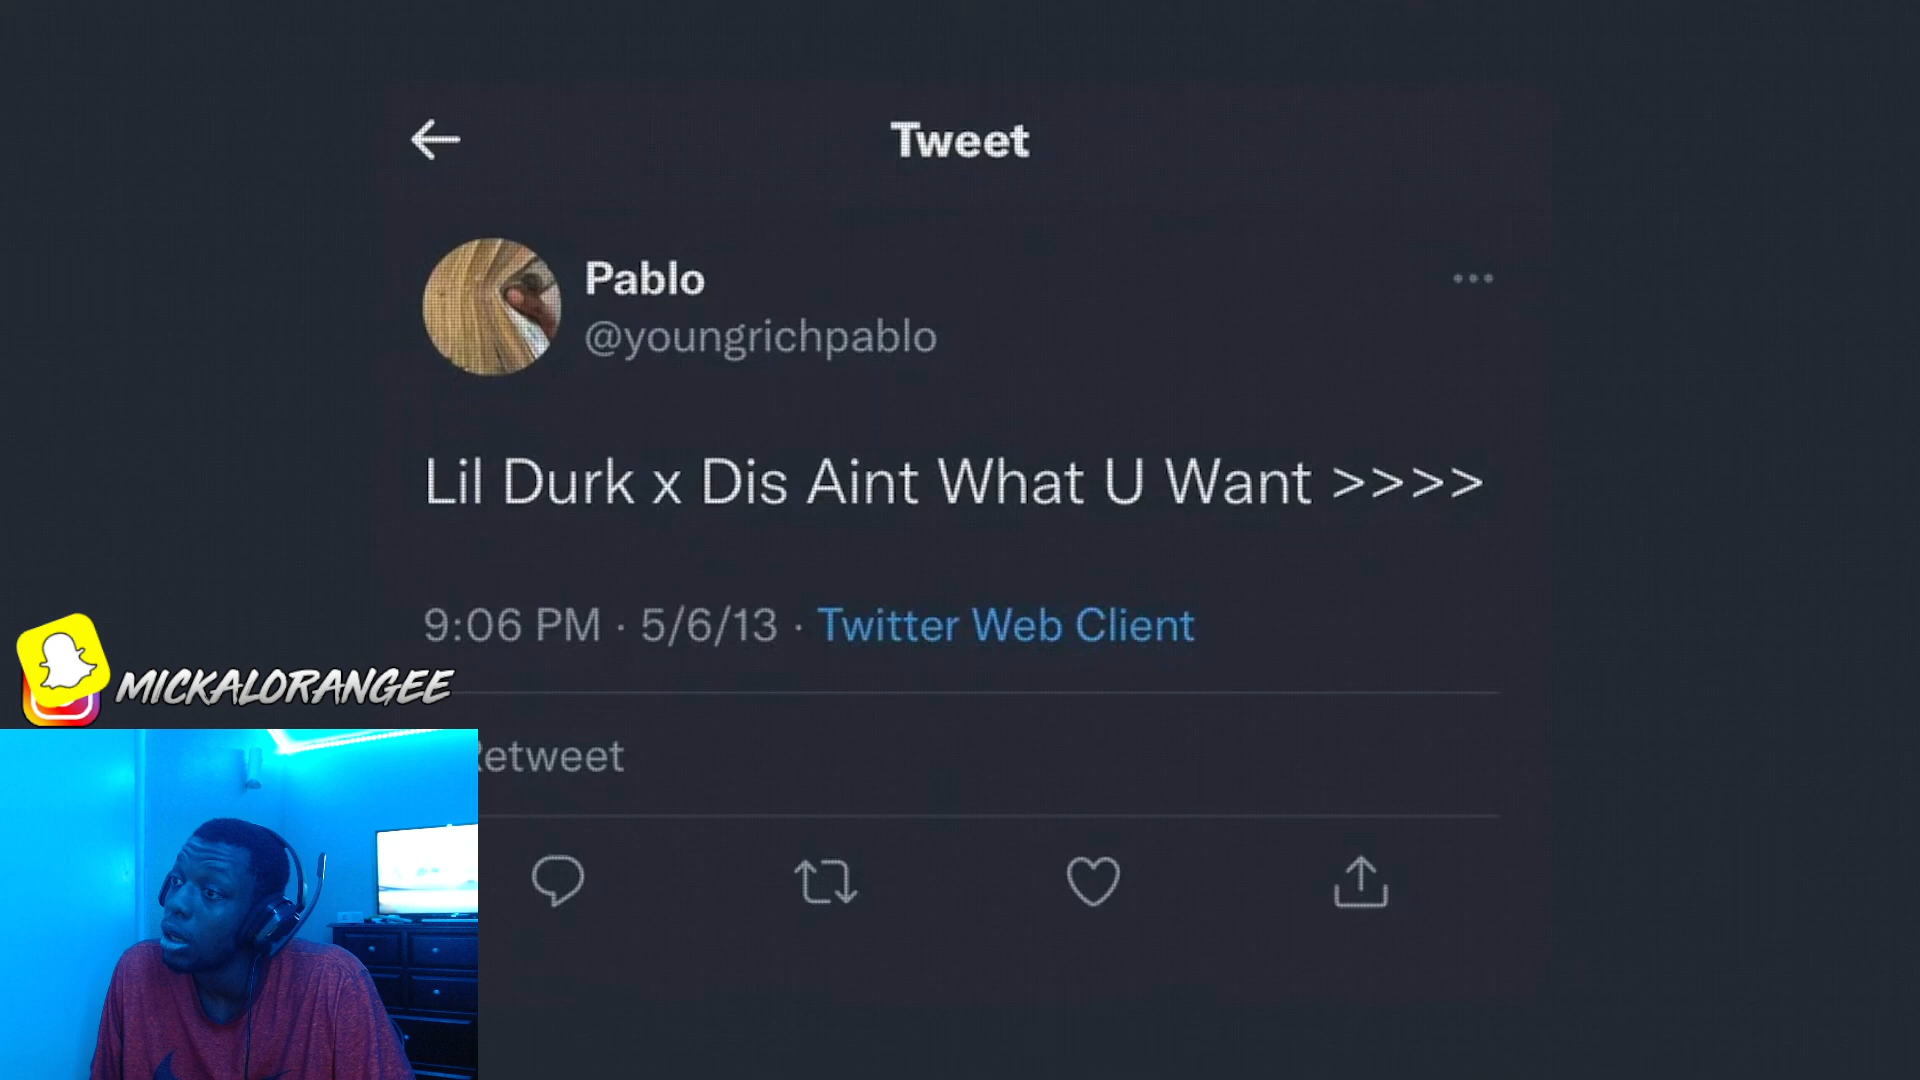 Tweet
Pablo
@youngrichpablo
Lil Durk x Dis Aint What U Want >>>>
9:06 PM · 5/6/13 · Twitter Web Client
MICKALORANGEE
Retweet